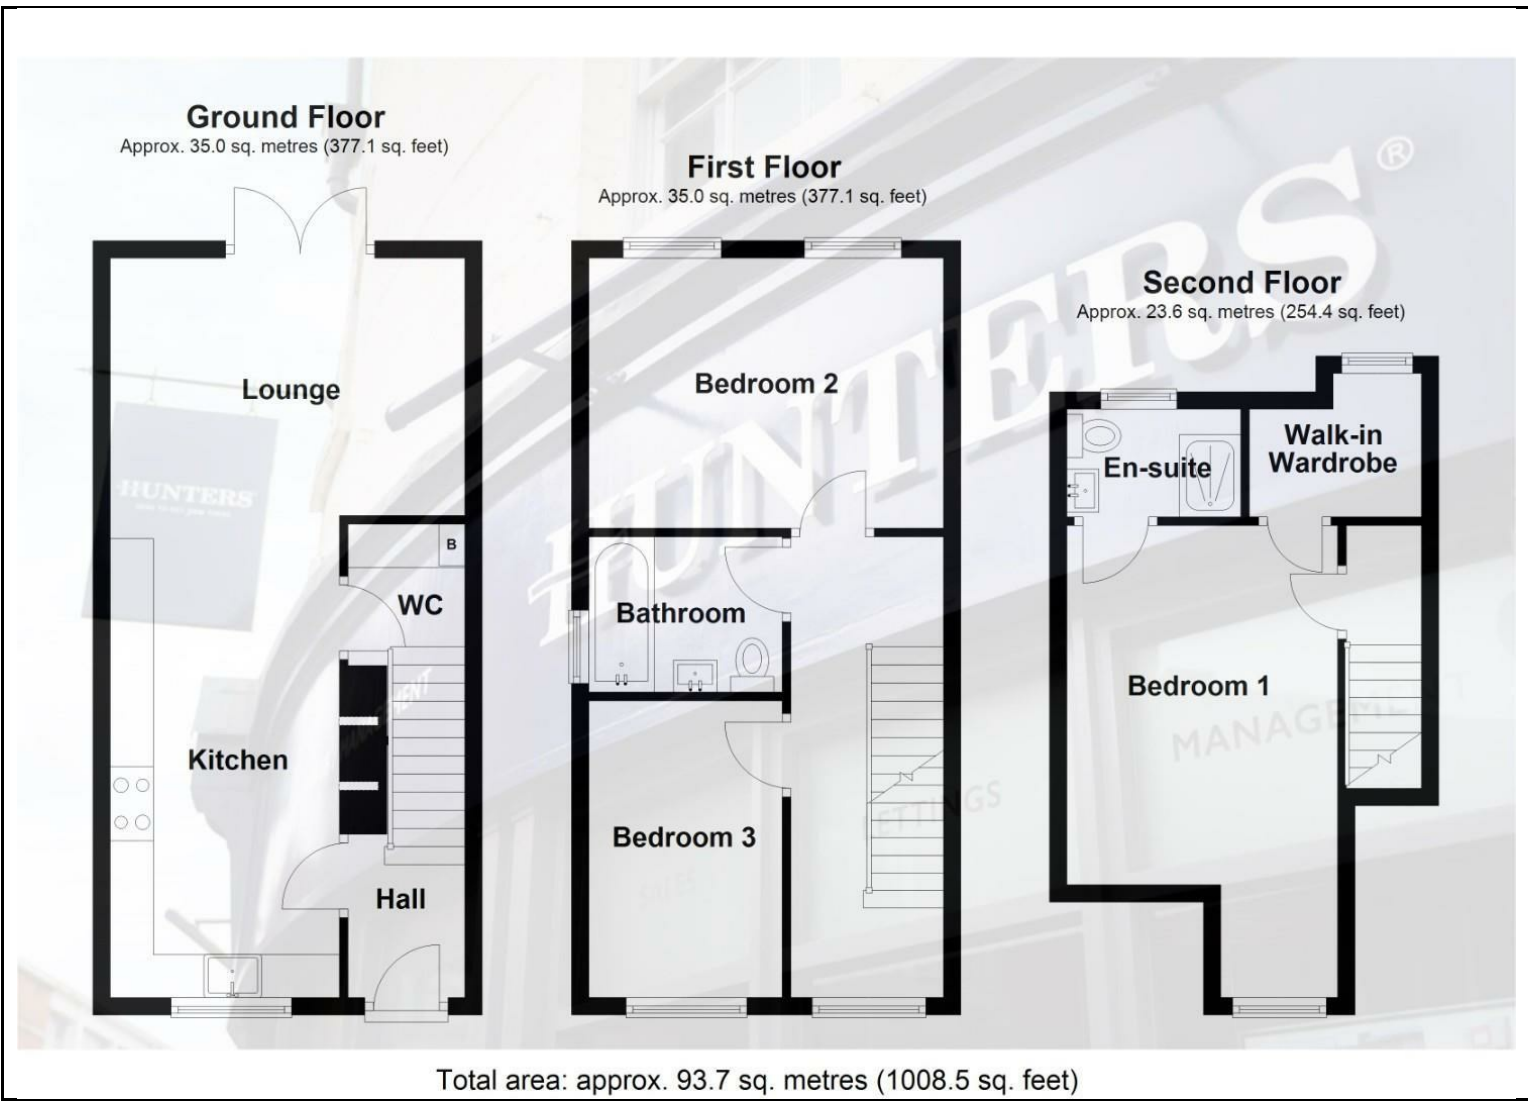 Ground Floor
Approx. 35.0 sq. metres (377.1 sq. feet)
First Floor
Approx. 35.0 sq. metres (377.1 sq. feet)
Second Floor
Approx. 23.6 sq. metres (254.4 sq. feet)
HUNTERS®
Lounge
HUNTERS
B
WC
Kitchen
Hall
Bedroom 2
Bathroom
Bedroom 3
En-suite
Walk-in
Wardrobe
Bedroom 1
MANAGEMENT
MANAGEMENT
LETTINGS
SALES
Total area: approx. 93.7 sq. metres (1008.5 sq. feet)